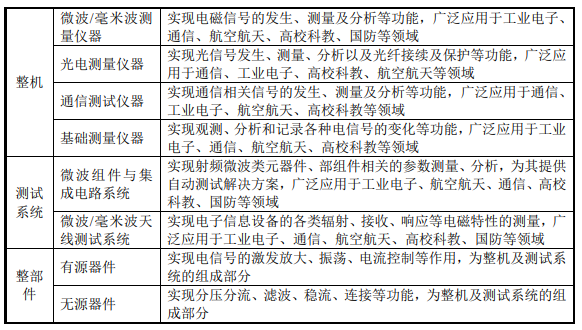 整机
微波/毫米波测
量仪器
实现电磁信号的发生、测量及分析等功能，广泛应用于工业电子、
通信、航空航天、高校科教、国防等领域
光电测量仪器
实现光信号发生、测量、分析以及光纤接续及保护等功能，广泛应
用于通信、工业电子、高校科教、航空航天等领域
通信测试仪器
实现通信相关信号的发生、测量及分析等功能，广泛应用于通信、
工业电子、航空航天、高校科教等领域
基础测量仪器
实现观测、分析和记录各种电信号的变化等功能，广泛应用于工业
电子、通信、航空航天、高校科教、国防等领域
测试
系统
微波组件与集
成电路系统
实现射频微波类元器件、部组件相关的参数测量、分析，为其提供
自动测试解决方案，广泛应用于工业电子、航空航天、通信、高校
科教、国防等领域
微波/毫米波天
线测试系统
实现电子信息设备的各类辐射、接收、响应等电磁特性的测量，广
泛应用于工业电子、通信、航空航天、高校科教、国防等领域
整部
件
有源器件
实现电信号的激发放大、振荡、电流控制等作用，为整机及测试系
统的组成部分
无源器件
实现分压分流、滤波、稳流、连接等功能，为整机及测试系统的组
成部分